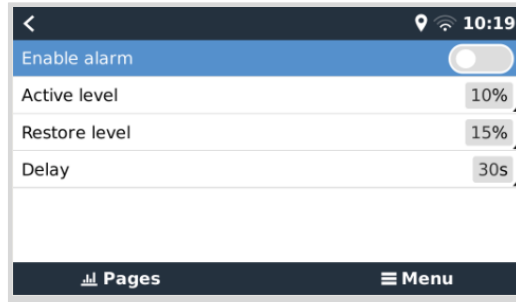 10:19
Enable alarm
Active level 10%
Restore level 15%
Delay 30s
Pages Menu